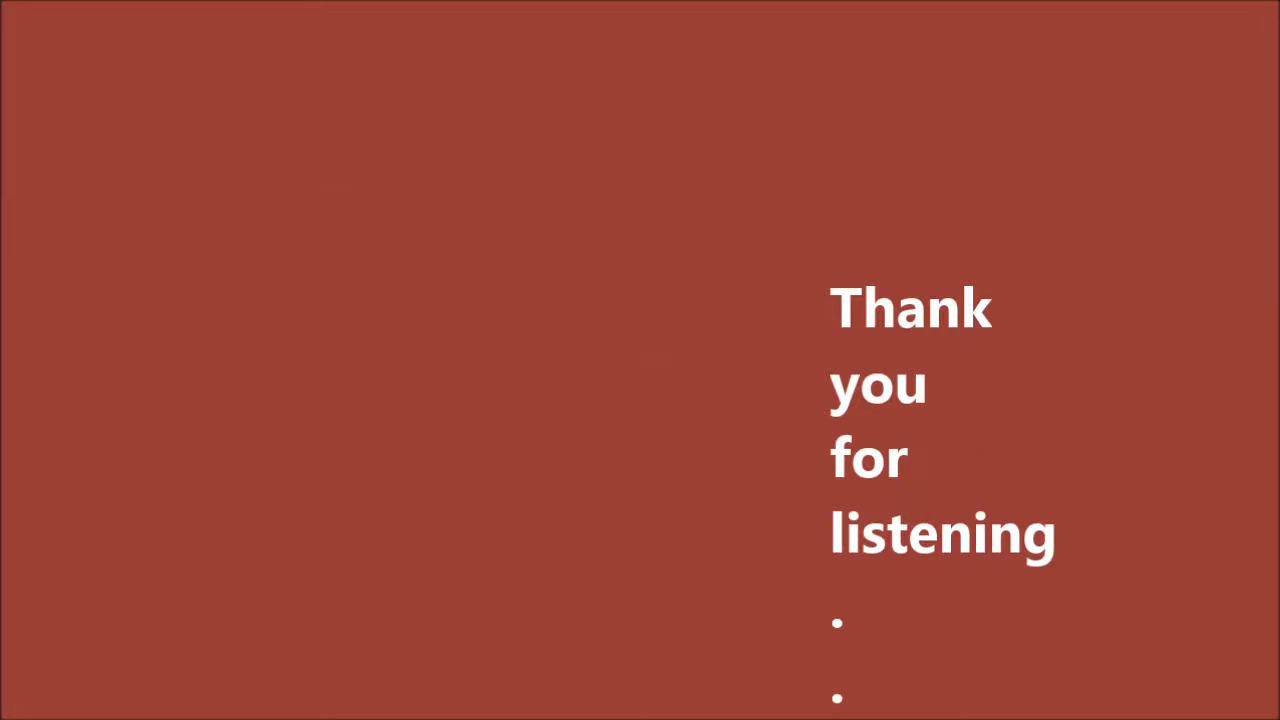 Thank
you
for
listening
.
.